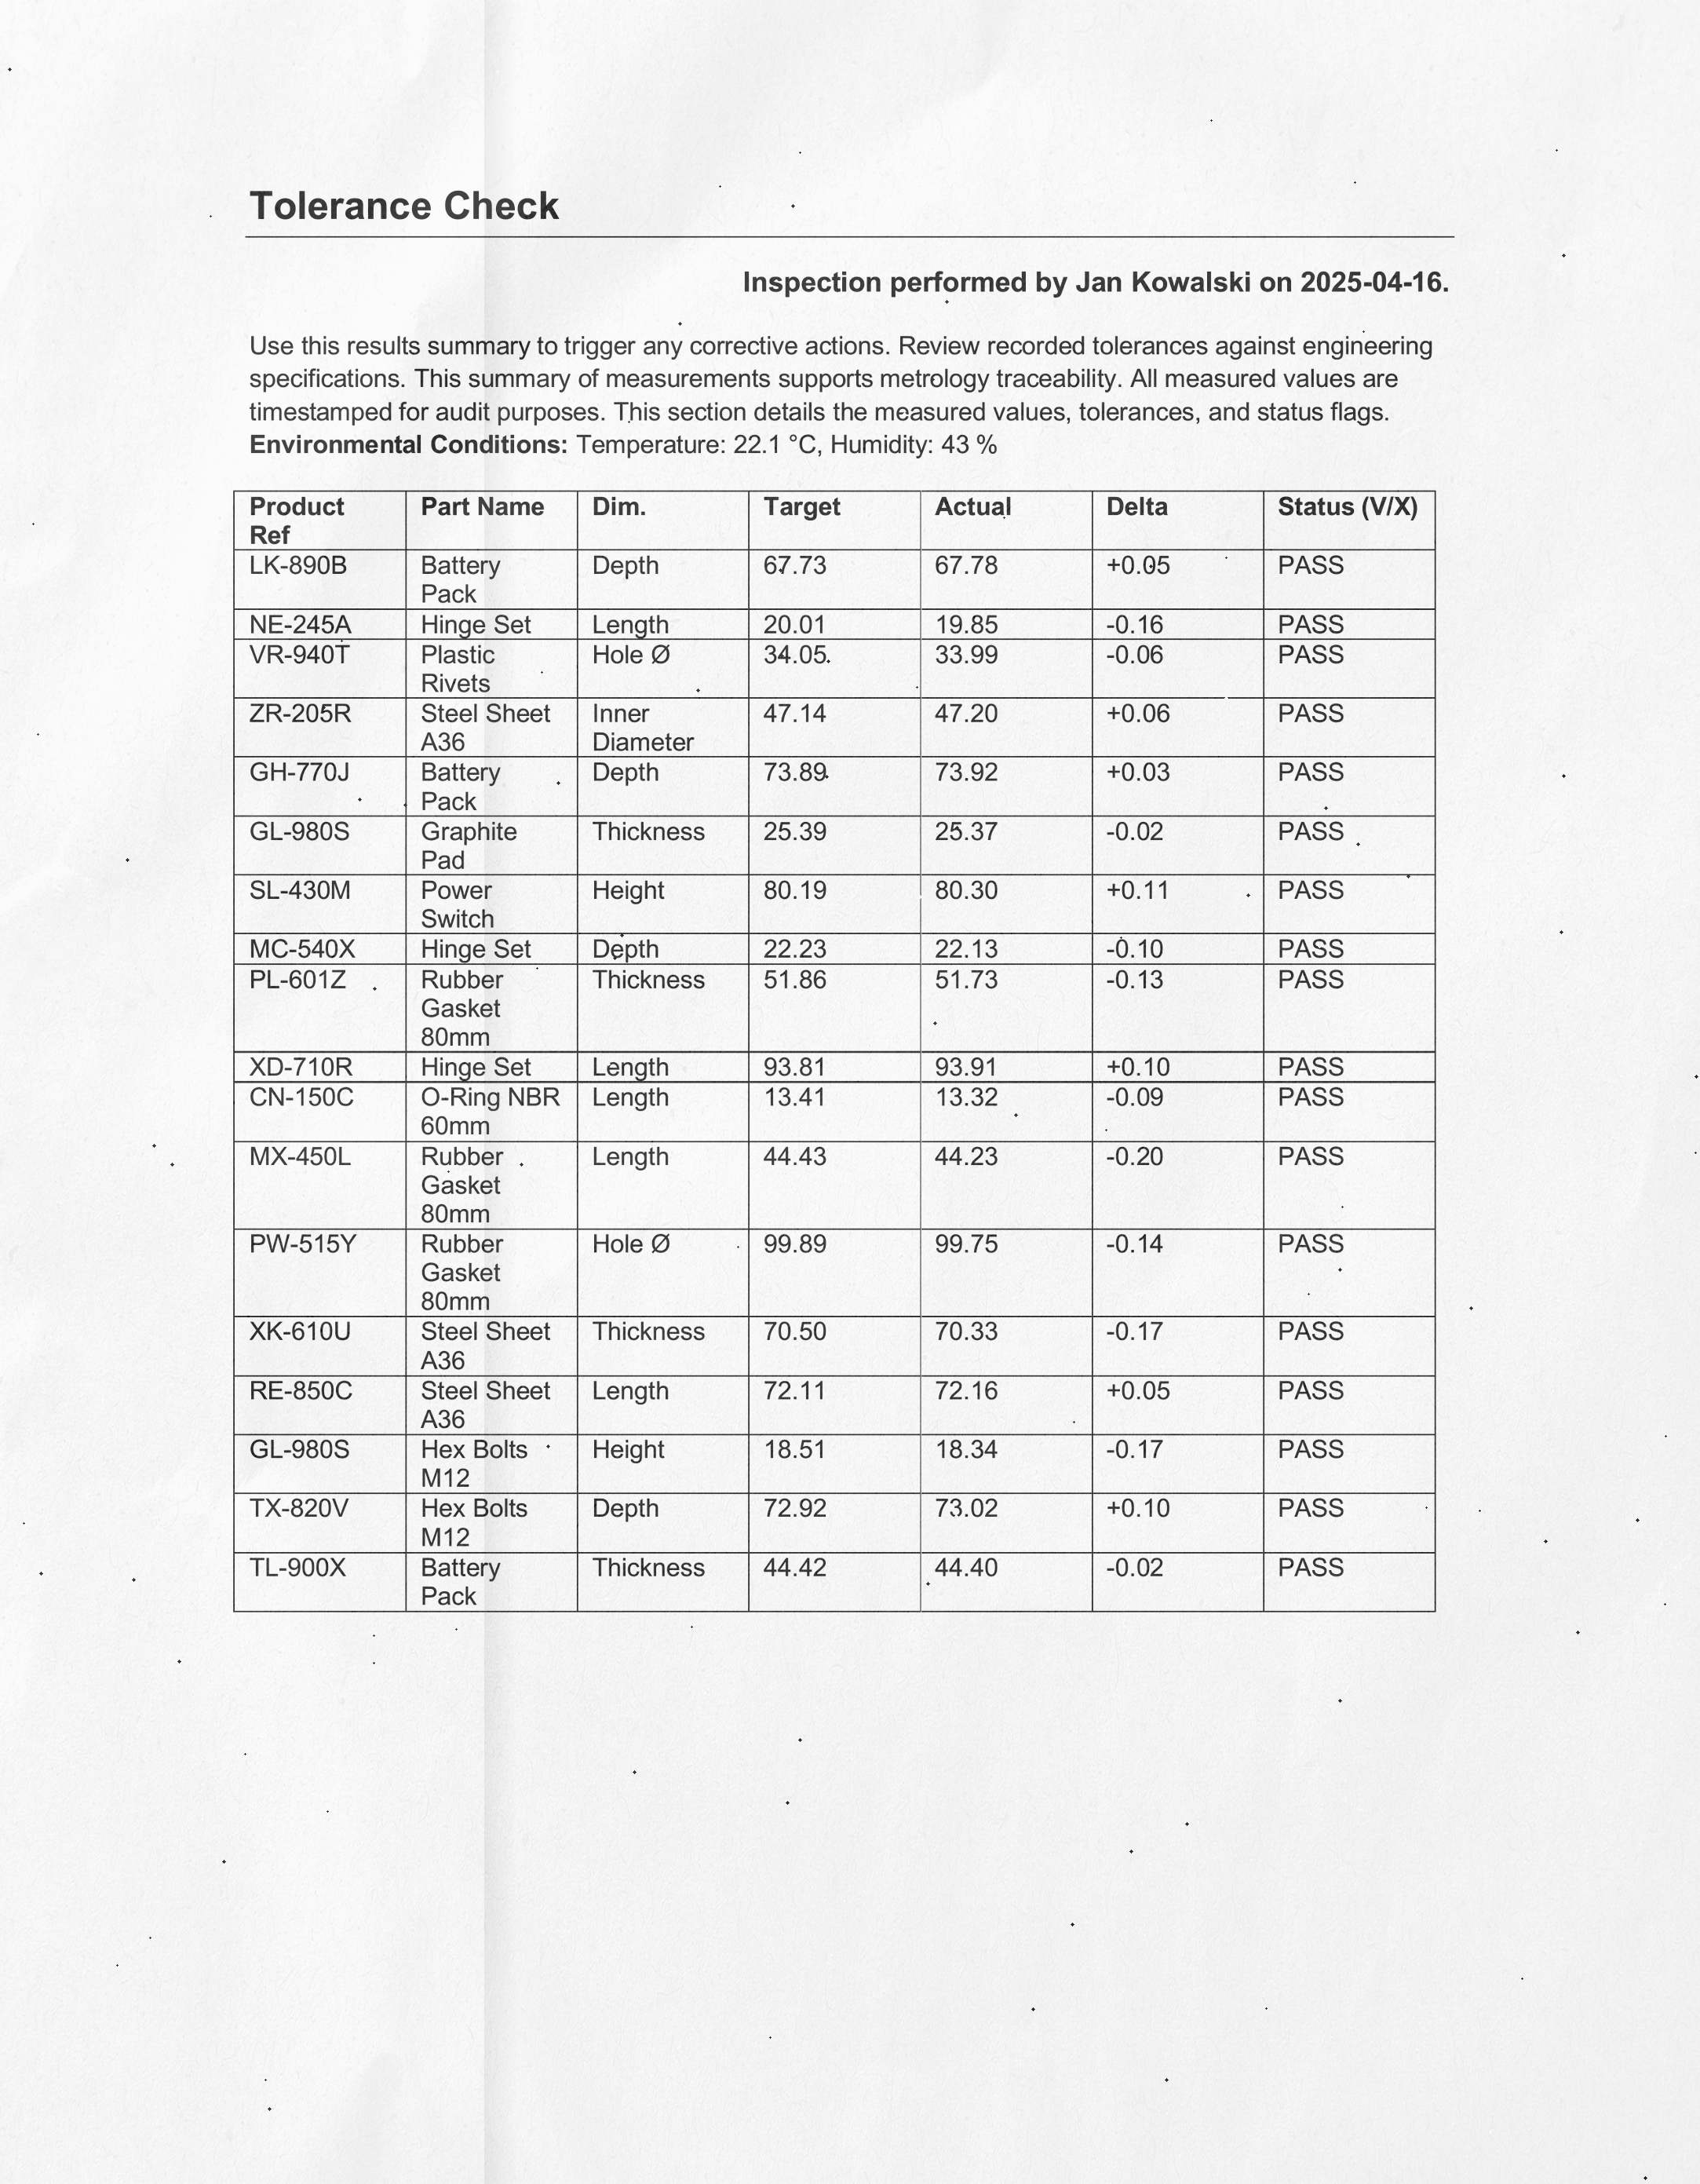 Tolerance Check
Inspection performed by Jan Kowalski on 2025-04-16.
Use this results summary to trigger any corrective actions. Review recorded tolerances against engineering
specifications. This summary of measurements supports metrology traceability. All measured values are
timestamped for audit purposes. This section details the measured values, tolerances, and status flags.
Environmental Conditions: Temperature: 22.1 °C, Humidity: 43 %
Product Ref Part Name Dim. Target Actual Delta Status (V/X)
LK-890B Battery Pack Depth 67.73 67.78 +0.05 PASS
NE-245A Hinge Set Length 20.01 19.85 -0.16 PASS
VR-940T Plastic Rivets Hole Ø 34.05 33.99 -0.06 PASS
ZR-205R Steel Sheet A36 Inner Diameter 47.14 47.20 +0.06 PASS
GH-770J Battery Pack Depth 73.89 73.92 +0.03 PASS
GL-980S Graphite Pad Thickness 25.39 25.37 -0.02 PASS
SL-430M Power Switch Height 80.19 80.30 +0.11 PASS
MC-540X Hinge Set Depth 22.23 22.13 -0.10 PASS
PL-601Z Rubber Gasket 80mm Thickness 51.86 51.73 -0.13 PASS
XD-710R Hinge Set Length 93.81 93.91 +0.10 PASS
CN-150C O-Ring NBR 60mm Length 13.41 13.32 -0.09 PASS
MX-450L Rubber Gasket 80mm Length 44.43 44.23 -0.20 PASS
PW-515Y Rubber Gasket 80mm Hole Ø 99.89 99.75 -0.14 PASS
XK-610U Steel Sheet A36 Thickness 70.50 70.33 -0.17 PASS
RE-850C Steel Sheet A36 Length 72.11 72.16 +0.05 PASS
GL-980S Hex Bolts M12 Height 18.51 18.34 -0.17 PASS
TX-820V Hex Bolts M12 Depth 72.92 73.02 +0.10 PASS
TL-900X Battery Pack Thickness 44.42 44.40 -0.02 PASS